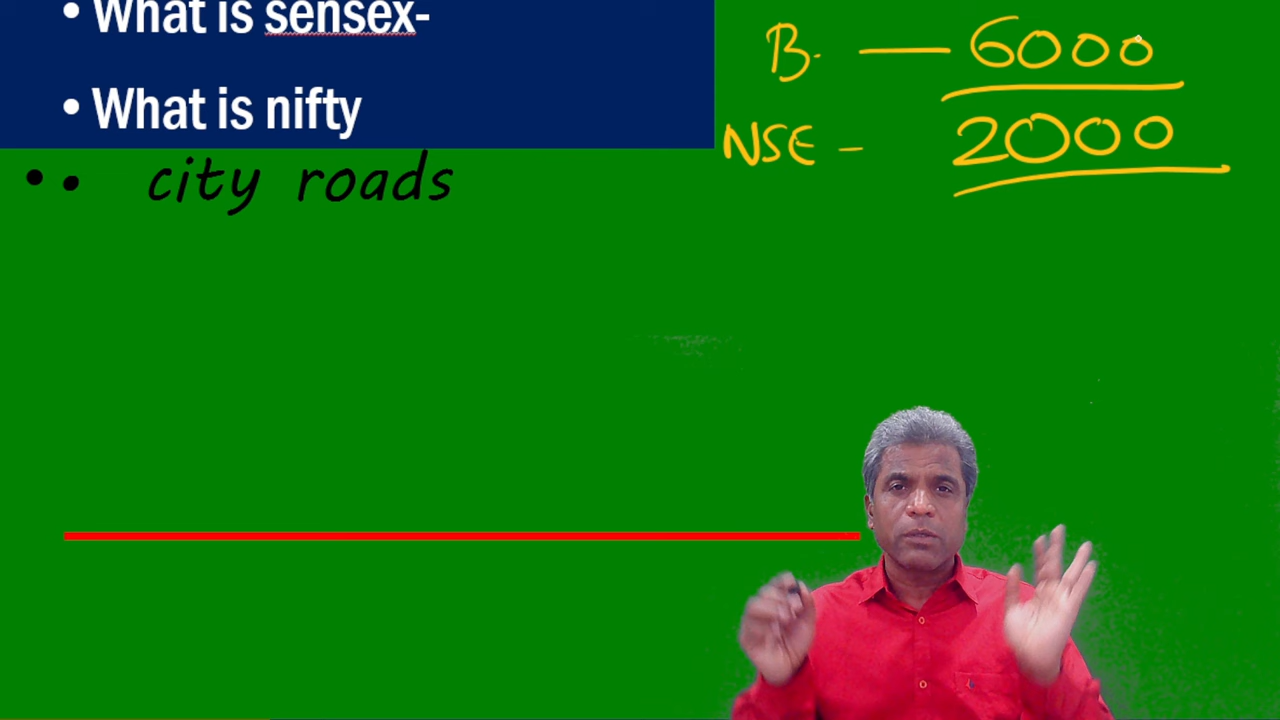 • What is sensex-
• What is nifty
• • city roads
B. — 6000
NSE - 2000